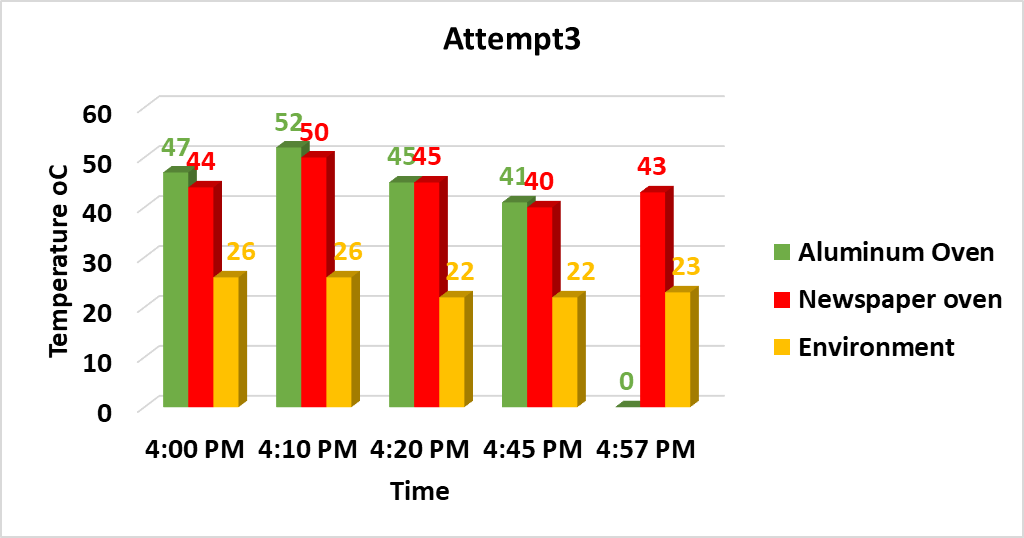 Attempt3
60
50
40
30
20
10
0
Temperature oC
47 44 26
52 50 26
45 45 22
41 40 22
0 43 23
4:00 PM 4:10 PM 4:20 PM 4:45 PM 4:57 PM
Time
Aluminum Oven
Newspaper oven
Environment